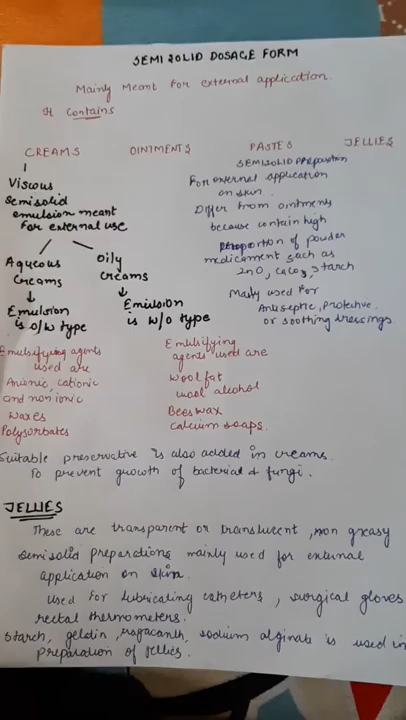 SEMI SOLID DOSAGE FORM
Mainly Meant for external application.
It contains
CREAMS
OINTMENTS
PASTES
JELLIES
Viscous
semisolid
emulsion meant
for external use
Aqueous
creams
Emulsion
is o/w type
Oily
creams
Emulsion
is w/o type
Emulsifying agents
used are
Anionic, cationic
and non ionic
waxes
Polysorbates
Emulsifying
agents used are
Wool fat
wool alcohol
Bees wax
calcium soaps.
SEMISOLID PREPARATION
For external application
on skin.
Differ from ointments
because contain high
proportion of powder
medicament such as
ZnO, CaCO3, starch
Mainly used for
Antiseptic, Protective
or soothing dressings
Suitable preservative is also added in creams
To prevent growth of bacterial & fungi.
JELLIES
These are transparent or translucent, non greasy
semisolid preparations mainly used for external
application on skin.
used for lubricating catheters, surgical gloves
rectal thermometers.
Starch, geldtin, tragacanth, sodium alginate is used in
preparation of jellies.